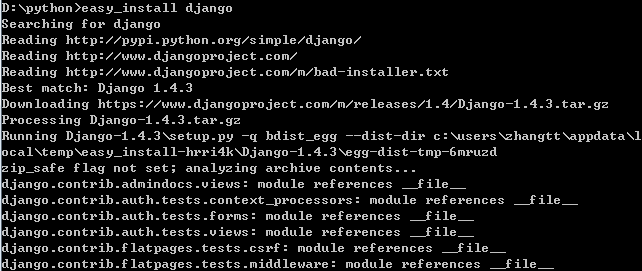 D:\python>easy_install django
Searching for django
Reading http://pypi.python.org/simple/django/
Reading http://www.djangoproject.com/
Reading http://www.djangoproject.com/m/bad-installer.txt
Best match: Django 1.4.3
Downloading https://www.djangoproject.com/m/releases/1.4/Django-1.4.3.tar.gz
Processing Django-1.4.3.tar.gz
Running Django-1.4.3\setup.py -q bdist_egg --dist-dir c:\users\zhangtt\appdata\l
ocal\temp\easy_install-hrri4k\Django-1.4.3\egg-dist-tmp-6mruzd
zip_safe flag not set; analyzing archive contents...
django.contrib.admindocs.views: module references __file__
django.contrib.auth.tests.context_processors: module references __file__
django.contrib.auth.tests.forms: module references __file__
django.contrib.auth.tests.views: module references __file__
django.contrib.flatpages.tests.csrf: module references __file__
django.contrib.flatpages.tests.middleware: module references __file__